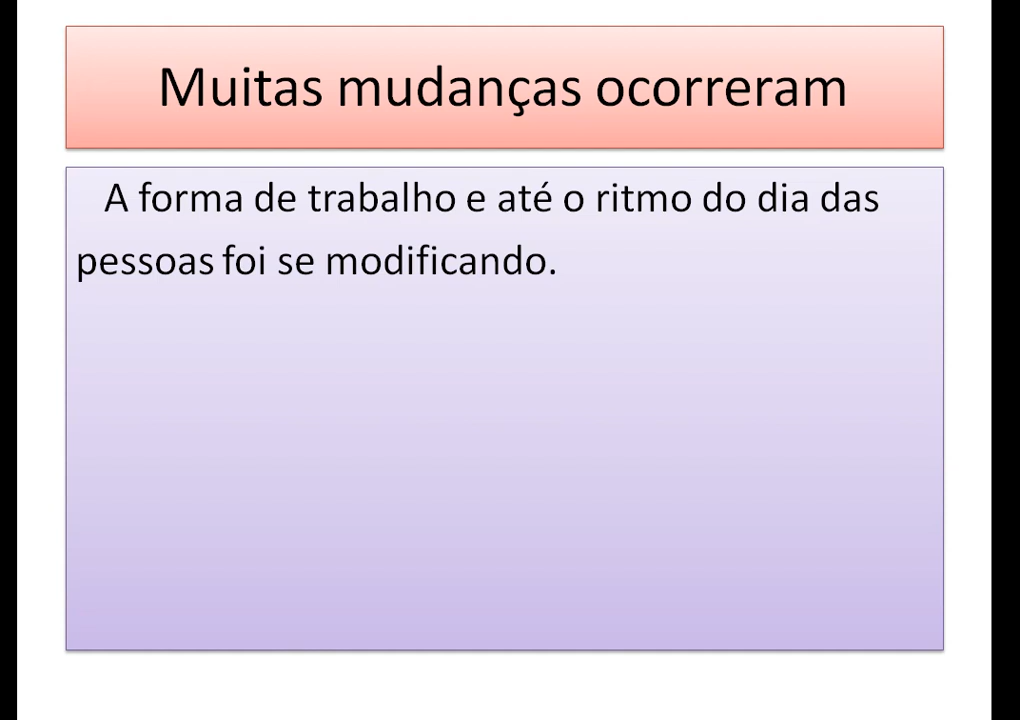 Muitas mudanças ocorreram
A forma de trabalho e até o ritmo do dia das
pessoas foi se modificando.